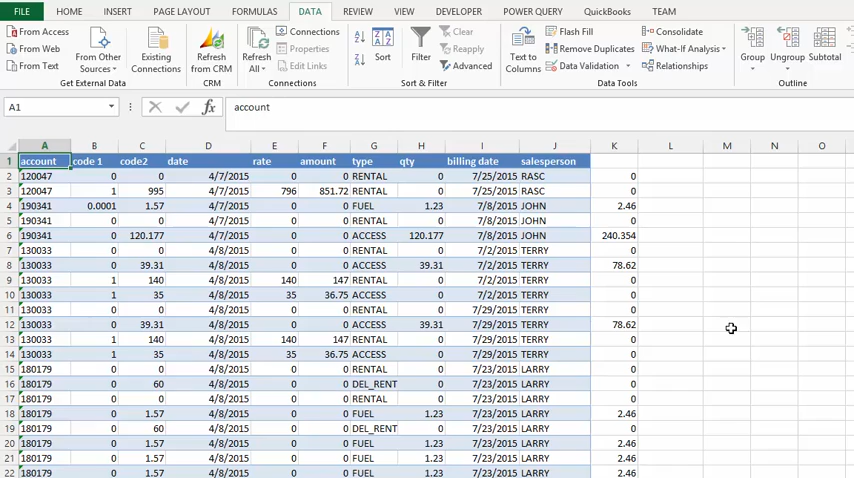 FILE HOME INSERT PAGE LAYOUT FORMULAS DATA REVIEW VIEW DEVELOPER POWER QUERY QuickBooks TEAM
From Access
From Web
From Text
From Other Sources
Existing Connections
Get External Data
Refresh from CRM
CRM
Refresh All
Connections
Properties
Edit Links
Connections
Sort
Filter
Clear
Reapply
Advanced
Sort & Filter
Text to Columns
Flash Fill
Remove Duplicates
Data Validation
Consolidate
What-If Analysis
Relationships
Data Tools
Group
Ungroup
Subtotal
Outline
A1 fx account
A B C D E F G H I J K L M N O
1 account code 1 code2 date rate amount type qty billing date salesperson
2 120047 0 0 4/7/2015 0 0 RENTAL 0 7/25/2015 RASC 0
3 120047 1 995 4/7/2015 796 851.72 RENTAL 0 7/25/2015 RASC 0
4 190341 0.0001 1.57 4/7/2015 0 0 FUEL 1.23 7/8/2015 JOHN 2.46
5 190341 0 0 4/7/2015 0 0 RENTAL 0 7/8/2015 JOHN 0
6 190341 0 120.177 4/7/2015 0 0 ACCESS 120.177 7/8/2015 JOHN 240.354
7 130033 0 0 4/8/2015 0 0 RENTAL 0 7/2/2015 TERRY 0
8 130033 0 39.31 4/8/2015 0 0 ACCESS 39.31 7/2/2015 TERRY 78.62
9 130033 1 140 4/8/2015 140 147 RENTAL 0 7/2/2015 TERRY 0
10 130033 1 35 4/8/2015 35 36.75 ACCESS 0 7/2/2015 TERRY 0
11 130033 0 0 4/8/2015 0 0 RENTAL 0 7/29/2015 TERRY 0
12 130033 0 39.31 4/8/2015 0 0 ACCESS 39.31 7/29/2015 TERRY 78.62
13 130033 1 140 4/8/2015 140 147 RENTAL 0 7/29/2015 TERRY 0
14 130033 1 35 4/8/2015 35 36.75 ACCESS 0 7/29/2015 TERRY 0
15 180179 0 0 4/8/2015 0 0 RENTAL 0 7/23/2015 LARRY 0
16 180179 0 60 4/8/2015 0 0 DEL_RENT 0 7/23/2015 LARRY 0
17 180179 0 0 4/8/2015 0 0 RENTAL 0 7/23/2015 LARRY 0
18 180179 0 1.57 4/8/2015 0 0 FUEL 1.23 7/23/2015 LARRY 2.46
19 180179 0 60 4/8/2015 0 0 DEL_RENT 0 7/23/2015 LARRY 0
20 180179 0 1.57 4/8/2015 0 0 FUEL 1.23 7/23/2015 LARRY 2.46
21 180179 0 1.57 4/8/2015 0 0 FUEL 1.23 7/23/2015 LARRY 2.46
22 180179 0 1.57 4/8/2015 0 0 FUEL 1.23 7/23/2015 LARRY 2.46